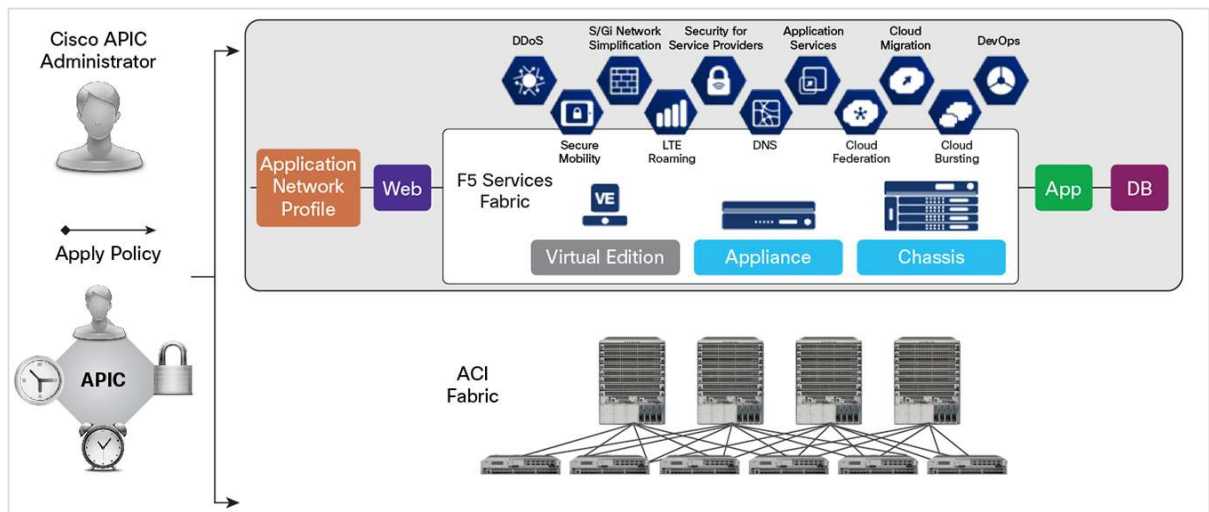 Cisco APIC
Administrator
Apply Policy
APIC
DDoS
S/Gi Network
Simplification
Security for
Service Providers
Application
Services
Cloud
Migration
DevOps
Secure
Mobility
LTE
Roaming
DNS
Cloud
Federation
Cloud
Bursting
Application
Network
Profile
Web
F5 Services
Fabric
VE
Virtual Edition
Appliance
Chassis
App
DB
ACI
Fabric